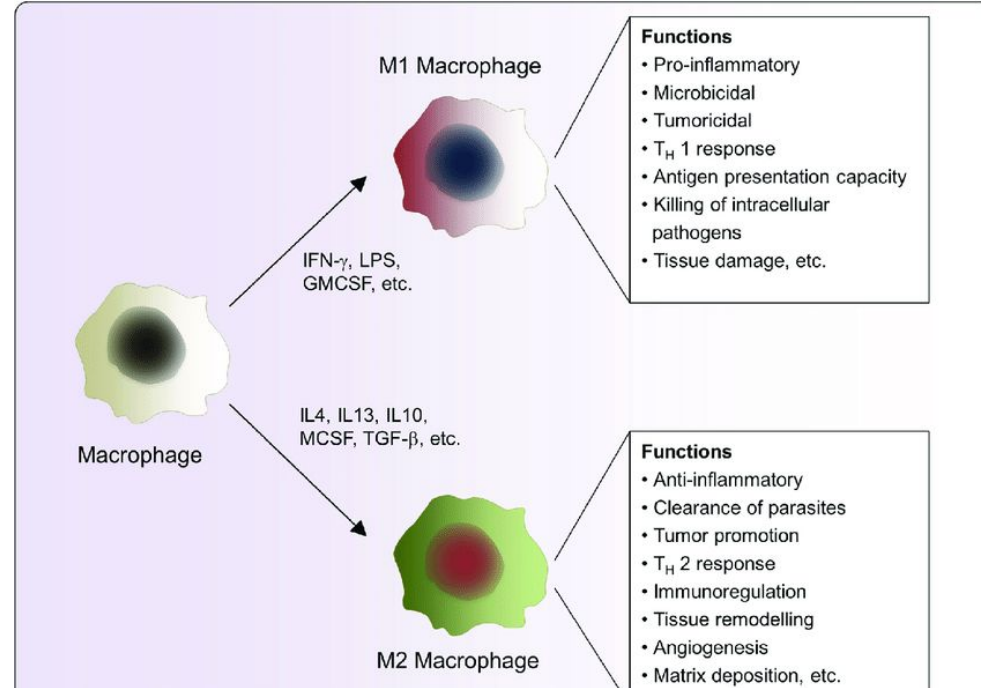 M1 Macrophage
Functions
• Pro-inflammatory
• Microbicidal
• Tumoricidal
• TH 1 response
• Antigen presentation capacity
• Killing of intracellular
pathogens
• Tissue damage, etc.
IFN-γ, LPS,
GMCSF, etc.
Macrophage
IL4, IL13, IL10,
MCSF, TGF-β, etc.
M2 Macrophage
Functions
• Anti-inflammatory
• Clearance of parasites
• Tumor promotion
• TH 2 response
• Immunoregulation
• Tissue remodelling
• Angiogenesis
• Matrix deposition, etc.